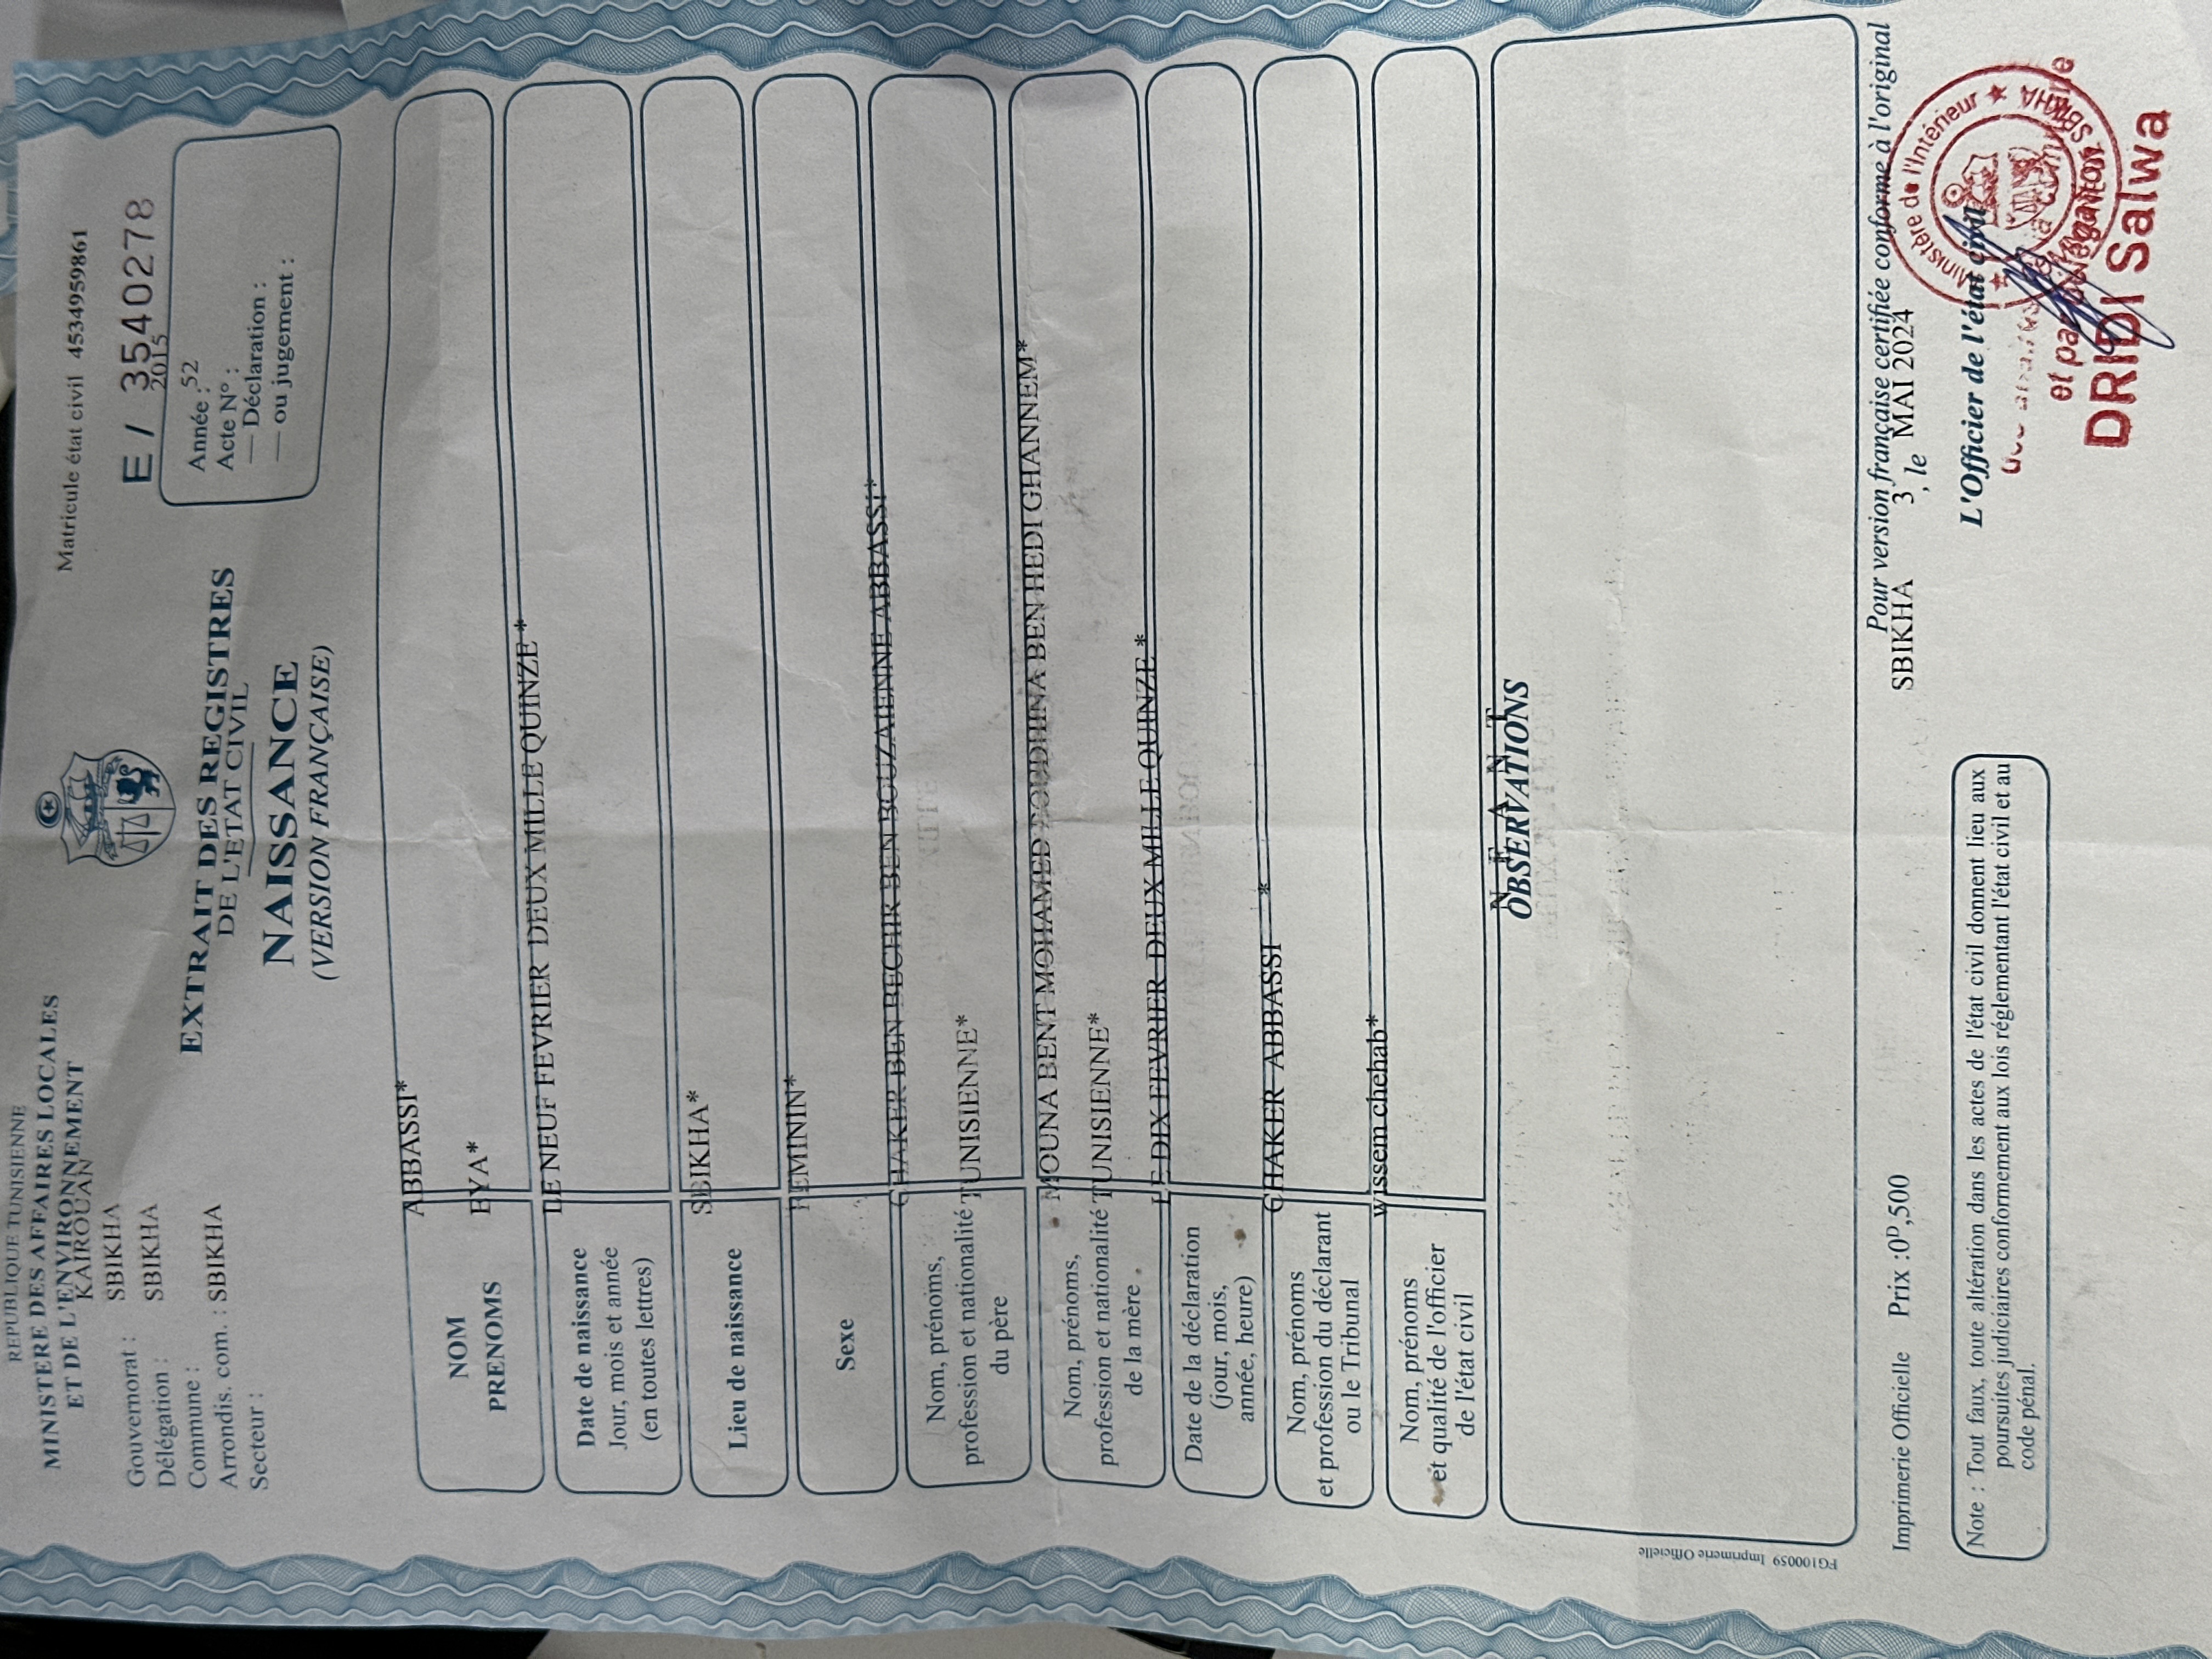 REPUBLIQUE TUNISIENNE
MINISTERE DES AFFAIRES LOCALES
ET DE L'ENVIRONNEMENT
Gouvernorat : KAIROUAN
Délégation : SBIKHA
Commune : SBIKHA
Arrondis. com. : SBIKHA
Secteur :
Matricule état civil 4534959861
E / 3540278
2015
Année : 52
Acte N° :
— Déclaration :
— ou jugement :
EXTRAIT DES REGISTRES
DE L'ETAT CIVIL
NAISSANCE
(VERSION FRANÇAISE)
NOM
PRENOMS
ABBASSI*
EYA*
Date de naissance
Jour, mois et année
(en toutes lettres)
LE NEUF FEVRIER DEUX MILLE QUINZE *
Lieu de naissance
SBIKHA*
Sexe
FEMININ*
Nom, prénoims,
profession et nationalité
du père
CHAKER BEN BECHIR BEN BOUZAIENNE ABBASSI*
TUNISIENNE*
Nom, prénoms,
profession et nationalité
de la mère
MOUNA BENT MOHAMED BEN HEDI GHANNEM*
TUNISIENNE*
Date de la déclaration
(jour, mois,
année, heure)
LE DIX FEVRIER DEUX MILLE QUINZE *
Nom, prénoms
et profession du déclarant
ou le Tribunal
CHAKER ABBASSI *
Nom, prénoms
et qualité de l'officier
de l'état civil
wissem chehab*
N E A N T
OBSERVATIONS
FG100059 Imprimerie Officielle
Imprimerie Officielle Prix :0ᴰ,500
Pour version française certifiée conforme à l'original
SBIKHA 3 , le MAI 2024
L'Officier de l'état civil
Ministère de l'Intérieur
SBIKHA
et par
DRIDI Salwa
Note : Tout faux, toute altération dans les actes de l'état civil donnent lieu aux
poursuites judiciaires conformement aux lois réglementant l'état civil et au
code pénal.